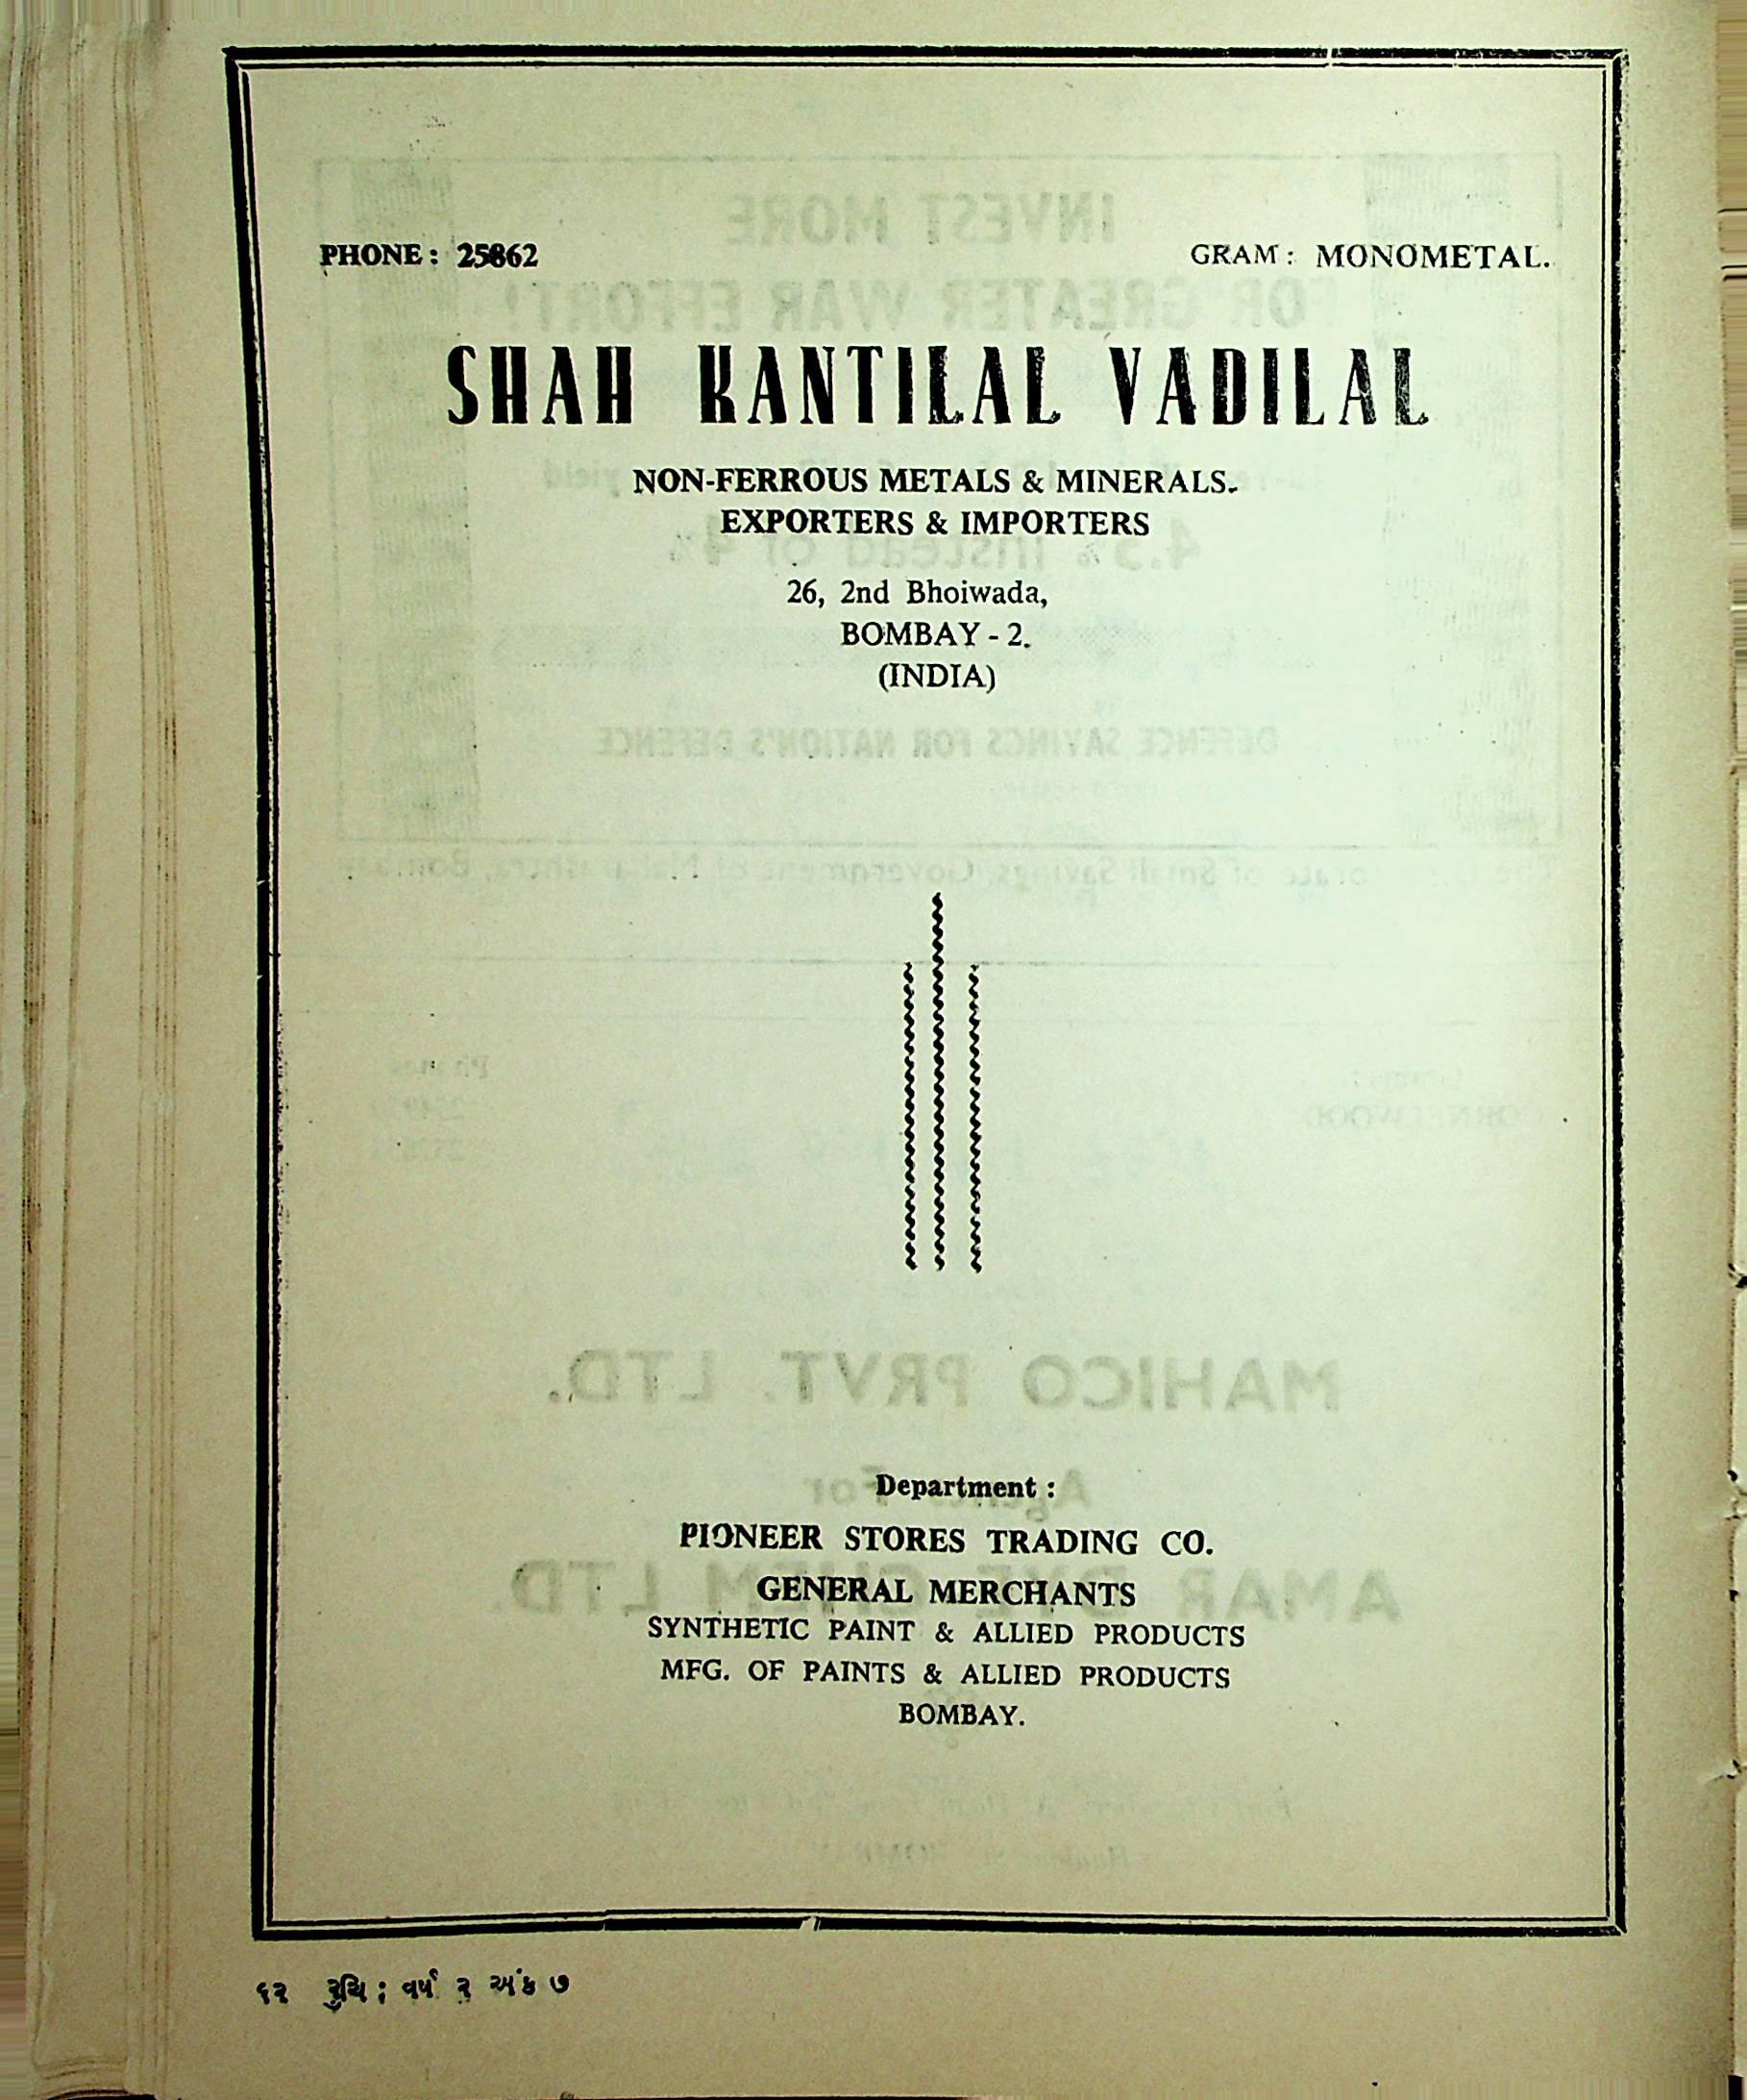 PHONE: 25862 GRAM: MONOMETAL.
SHAH KANTILAL VADILAL
NON-FERROUS METALS & MINERALS.
EXPORTERS & IMPORTERS
26, 2nd Bhoiwada,
BOMBAY - 2.
(INDIA)
Department :
PIONEER STORES TRADING CO.
GENERAL MERCHANTS
SYNTHETIC PAINT & ALLIED PRODUCTS
MFG. OF PAINTS & ALLIED PRODUCTS
BOMBAY.
૬૨ રુચિ; વર્ષ ૨ અંક ૭